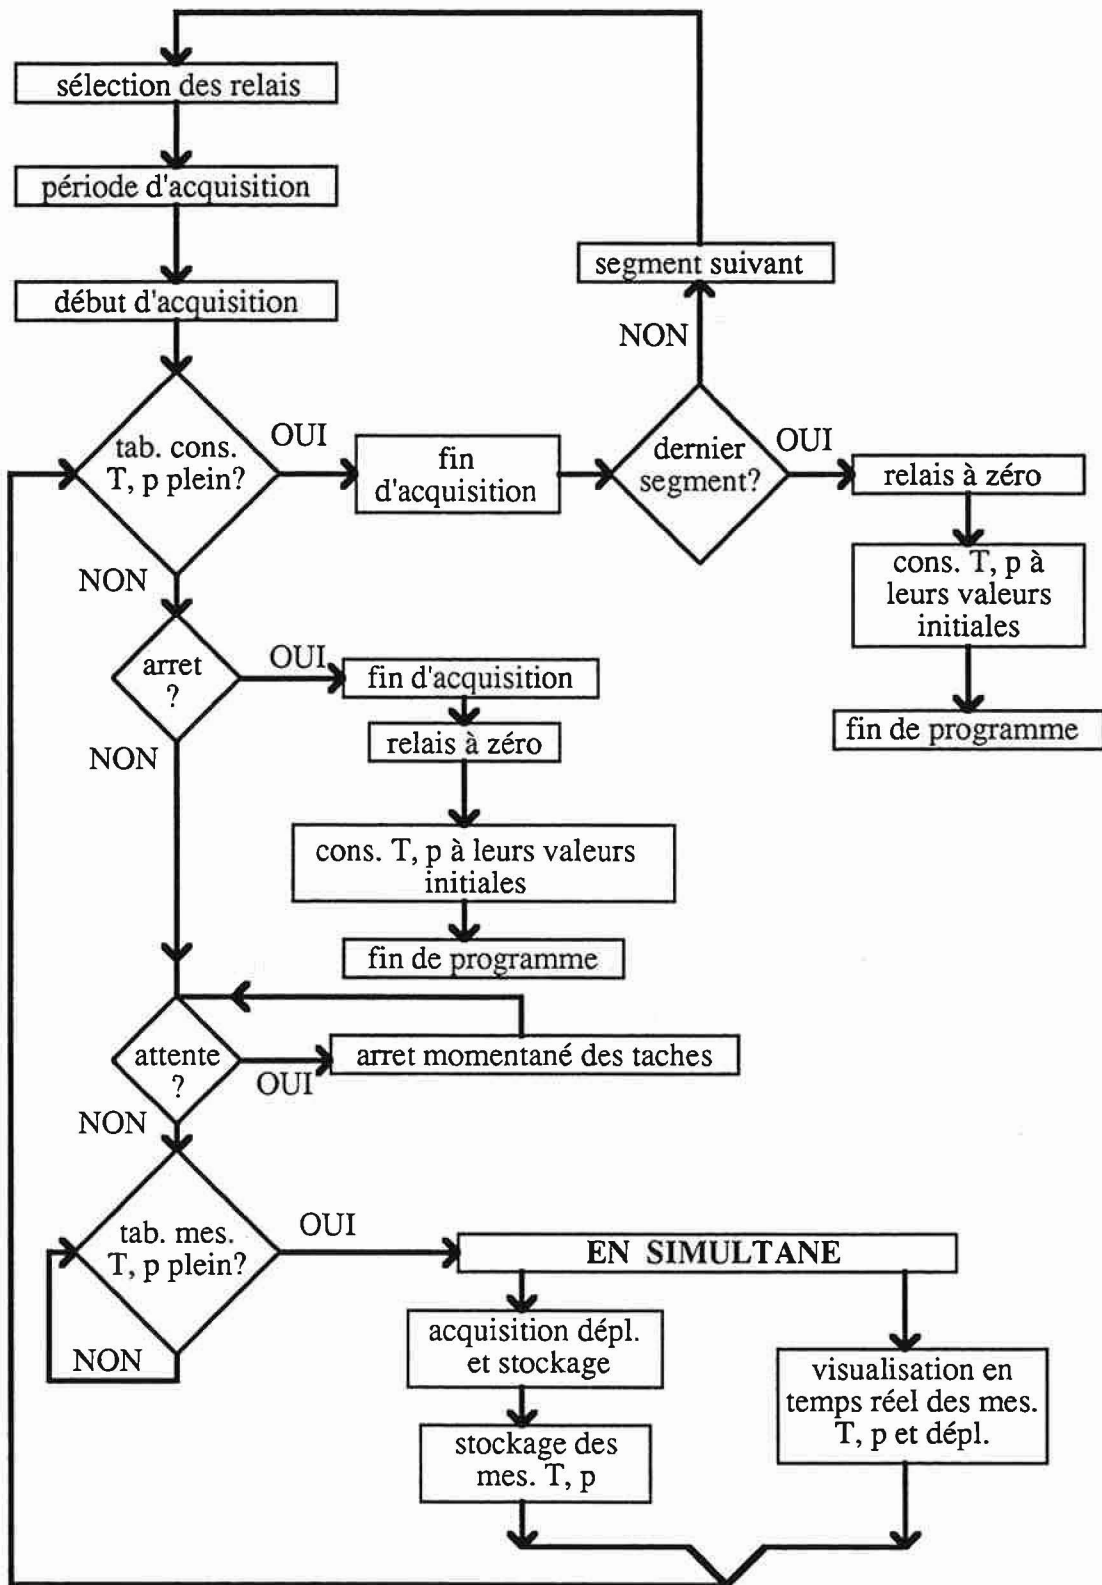 sélection des relais
période d'acquisition
début d'acquisition
segment suivant
NON
tab. cons.
T, p plein?
OUI
fin
d'acquisition
dernier
segment?
OUI
relais à zéro
cons. T, p à
leurs valeurs
initiales
fin de programme
NON
arret
?
OUI
fin d'acquisition
relais à zéro
cons. T, p à leurs valeurs
initiales
fin de programme
NON
attente
?
OUI
arret momentané des taches
NON
tab. mes.
T, p plein?
OUI
NON
EN SIMULTANE
acquisition dépl.
et stockage
stockage des
mes. T, p
visualisation en
temps réel des mes.
T, p et dépl.